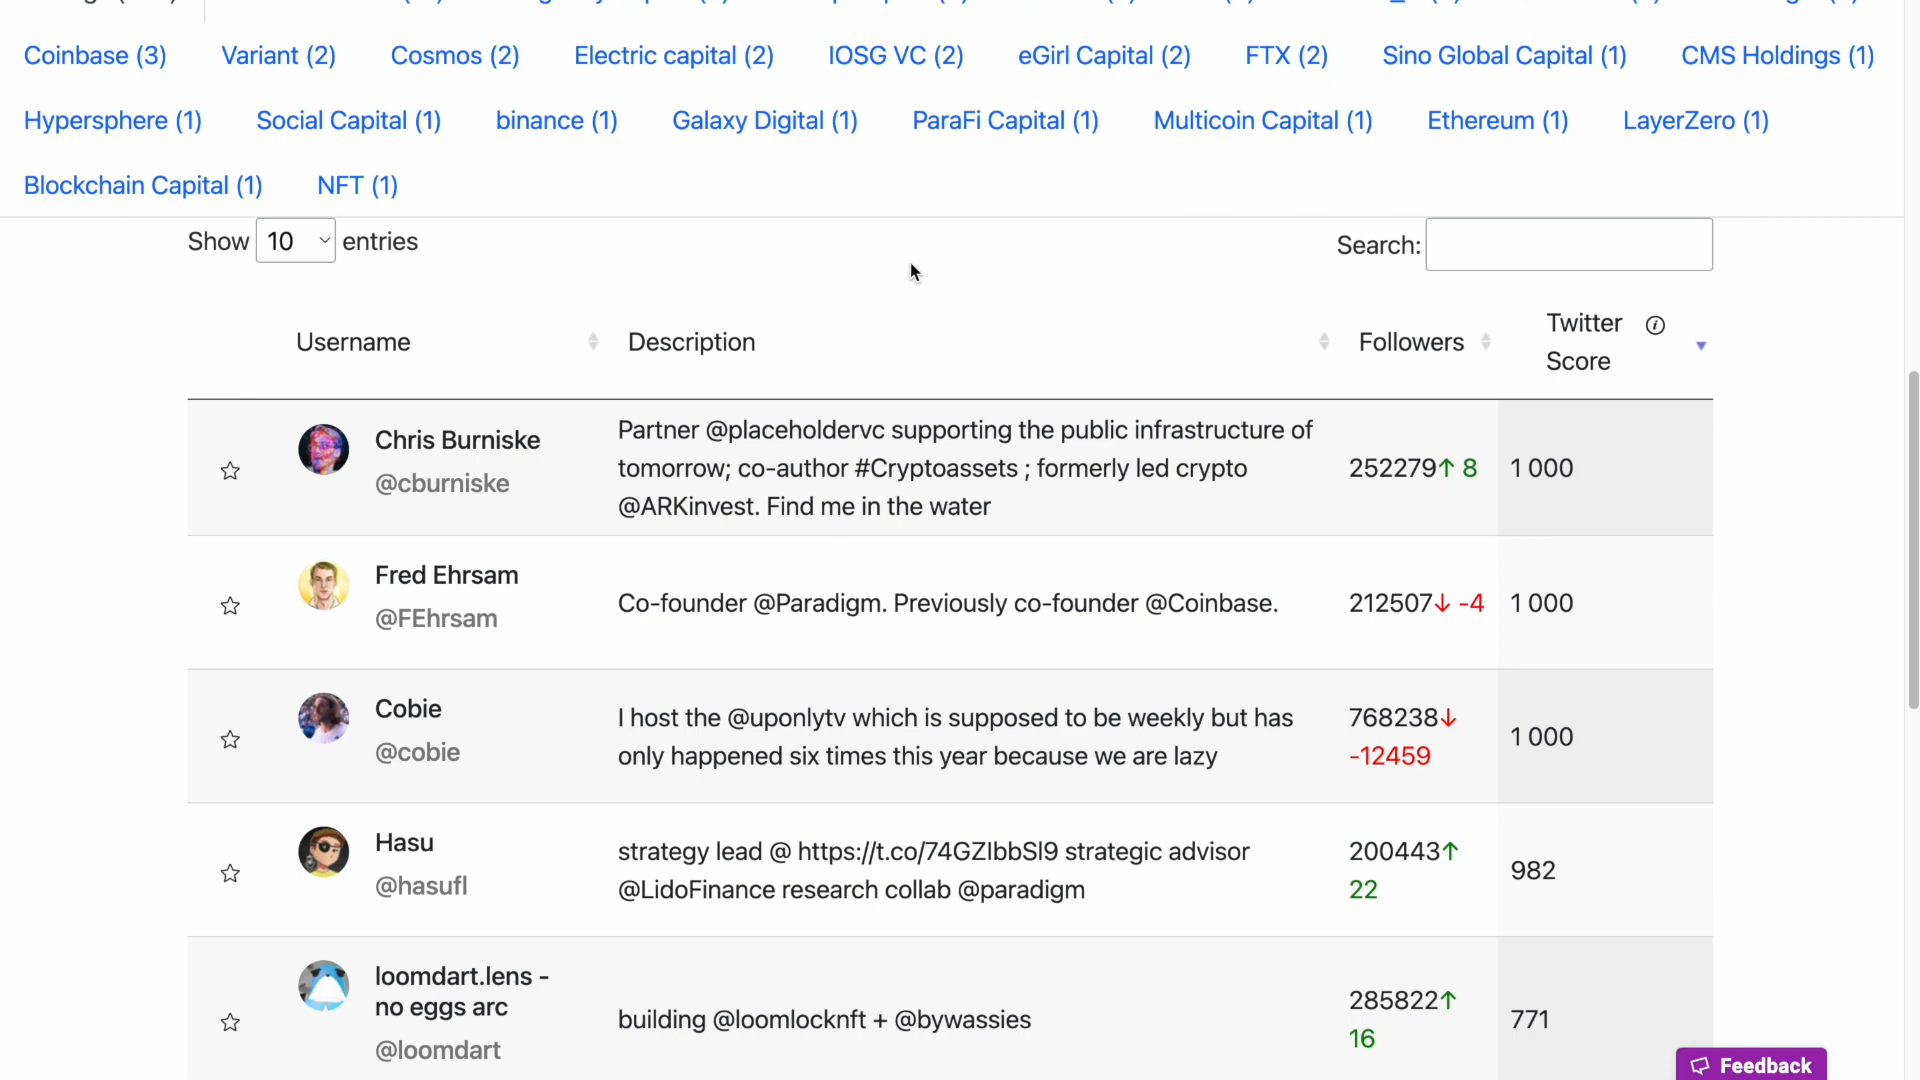 Coinbase (3) Variant (2) Cosmos (2) Electric capital (2) IOSG VC (2) eGirl Capital (2) FTX (2) Sino Global Capital (1) CMS Holdings (1)
Hypersphere (1) Social Capital (1) binance (1) Galaxy Digital (1) ParaFi Capital (1) Multicoin Capital (1) Ethereum (1) LayerZero (1)
Blockchain Capital (1) NFT (1)
Show 10 entries Search:
Username Description Followers Twitter
Score
Chris Burniske
@cburniske
Partner @placeholdervc supporting the public infrastructure of
tomorrow; co-author #Cryptoassets ; formerly led crypto
@ARKinvest. Find me in the water
252279↑ 8 1 000
Fred Ehrsam
@FEhrsam
Co-founder @Paradigm. Previously co-founder @Coinbase.
212507↓ -4 1 000
Cobie
@cobie
I host the @uponlytv which is supposed to be weekly but has
only happened six times this year because we are lazy
768238↓
-12459
1 000
Hasu
@hasufl
strategy lead @ https://t.co/74GZlbbSl9 strategic advisor
@LidoFinance research collab @paradigm
200443↑
22
982
loomdart.lens -
no eggs arc
@loomdart
building @loomlocknft + @bywassies
285822↑
16
771
Feedback